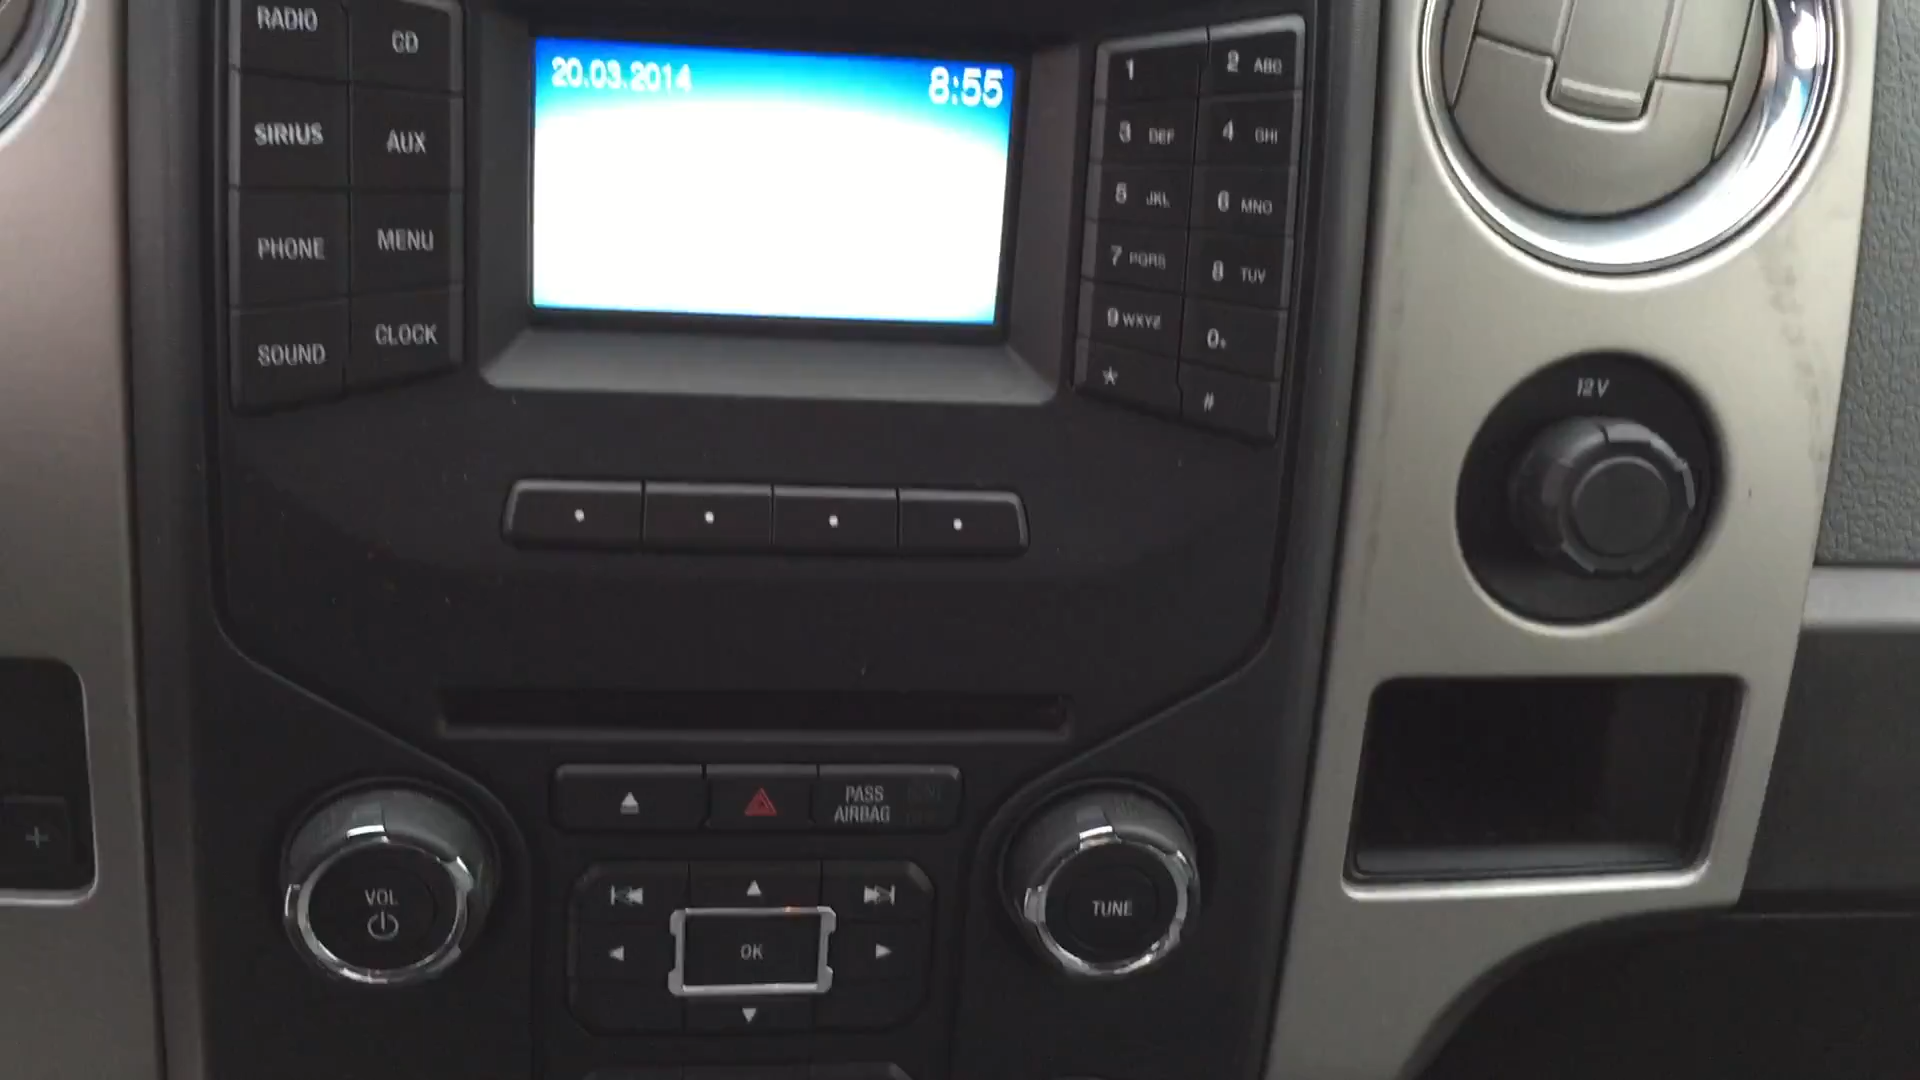 RADIO
CD
SIRIUS
AUX
PHONE
MENU
SOUND
CLOCK
20.03.2014 8:55
1
2 ABC
3 DEF
4 GHI
5 JKL
6 MNO
7 PQRS
8 TUV
9 WXYZ
0+
*
#
12V
PASS
AIRBAG
VOL
OK
TUNE
+